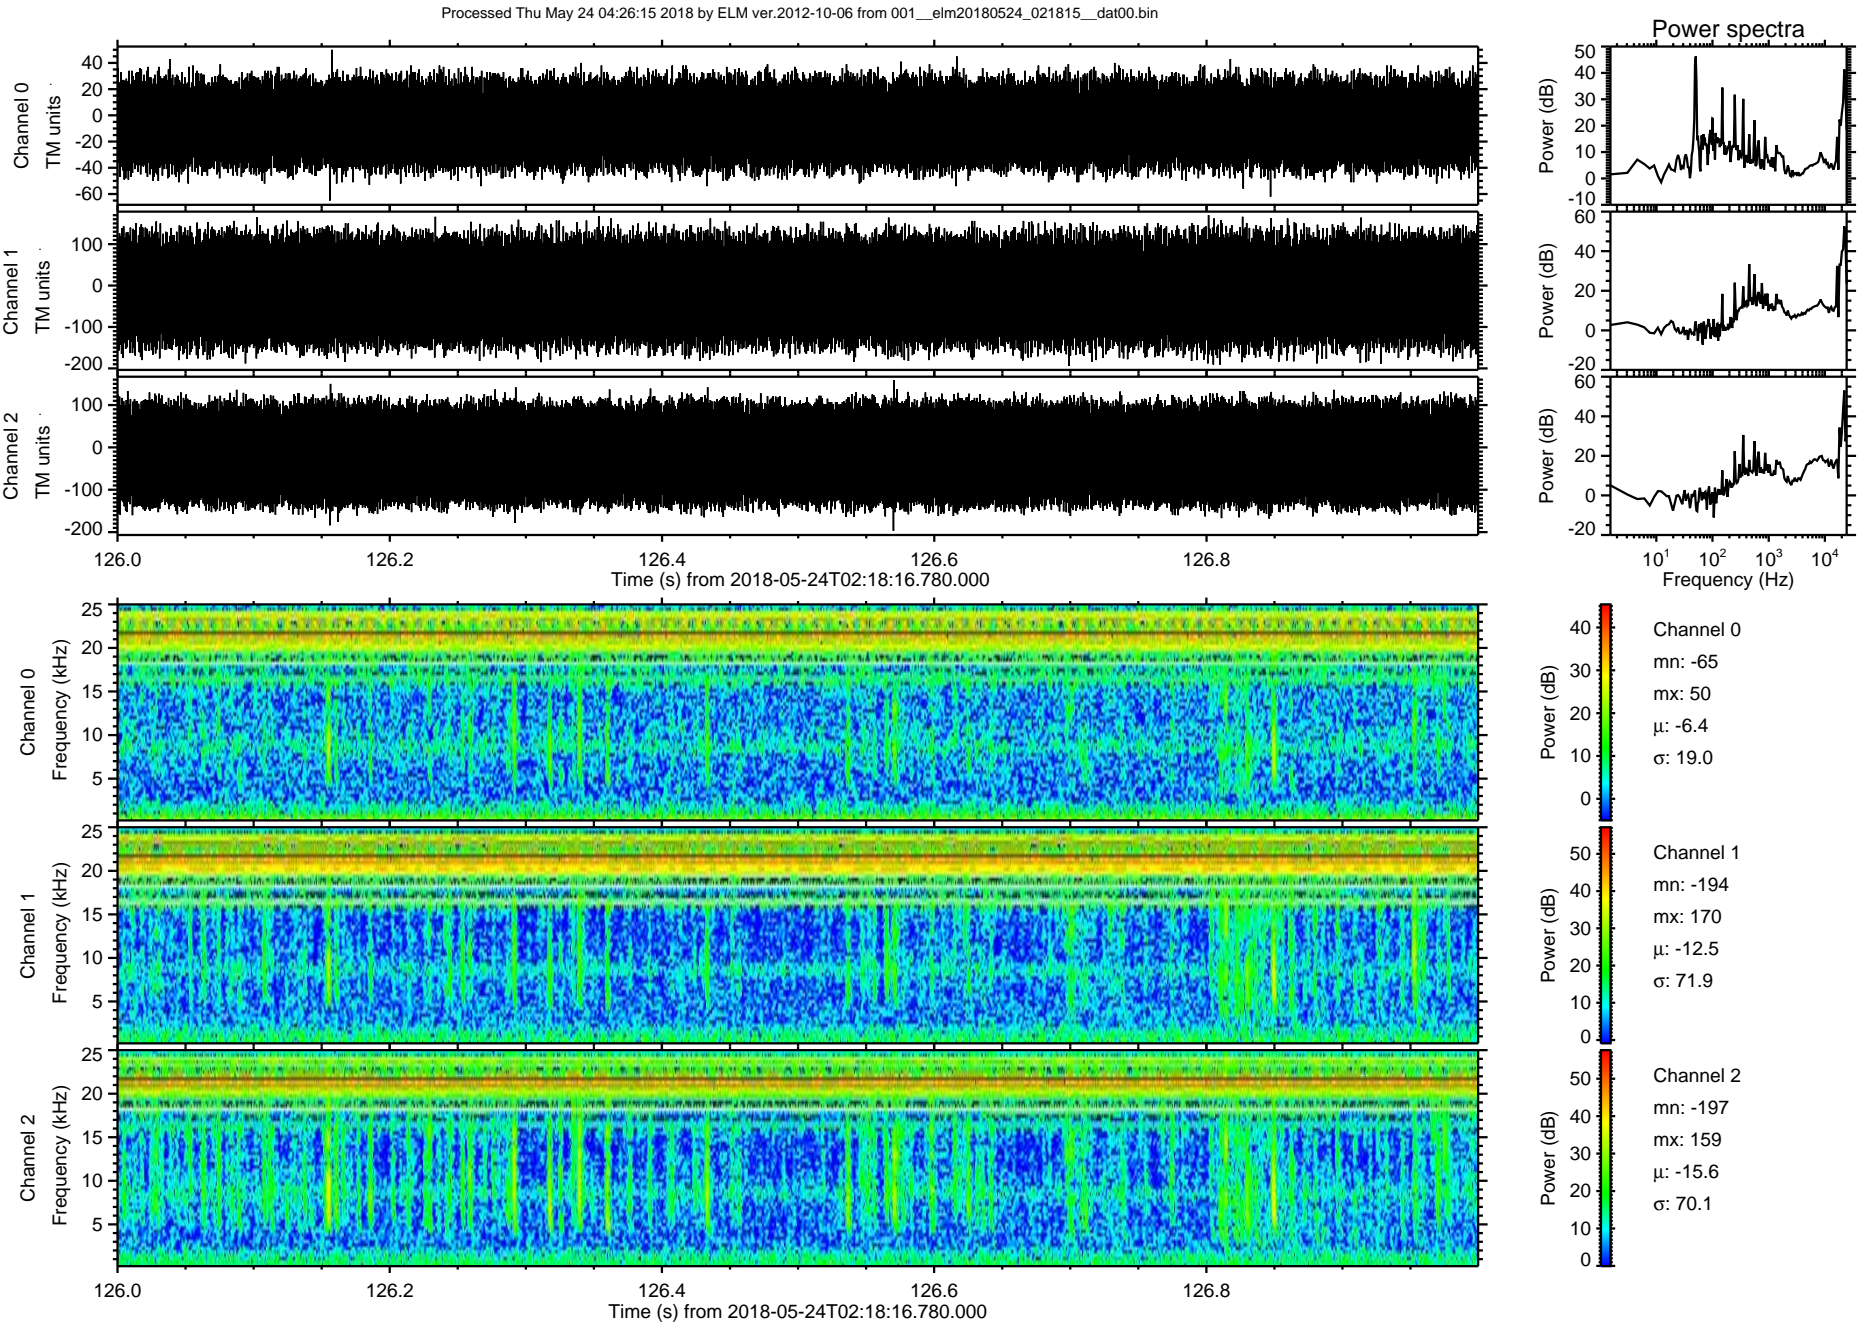 Processed Thu May 24 04:26:15 2018 by ELM ver.2012-10-06 from 001__elm20180524_021815__dat00.bin
Power spectra
Channel 0
TM units
40
20
0
-20
-40
-60
Power (dB)
50
40
30
20
10
0
-10
Channel 1
TM units
100
0
-100
-200
Power (dB)
60
40
20
0
-20
Channel 2
TM units
100
0
-100
-200
Power (dB)
60
40
20
0
-20
126.0 126.2 126.4 126.6 126.8
Time (s) from 2018-05-24T02:18:16.780.000
10¹ 10² 10³ 10⁴
Frequency (Hz)
Channel 0
Frequency (kHz)
25
20
15
10
5
Power (dB)
40
30
20
10
0
Channel 0
mn: -65
mx: 50
μ: -6.4
σ: 19.0
Channel 1
Frequency (kHz)
25
20
15
10
5
Power (dB)
50
40
30
20
10
0
Channel 1
mn: -194
mx: 170
μ: -12.5
σ: 71.9
Channel 2
Frequency (kHz)
25
20
15
10
5
Power (dB)
50
40
30
20
10
0
Channel 2
mn: -197
mx: 159
μ: -15.6
σ: 70.1
126.0 126.2 126.4 126.6 126.8
Time (s) from 2018-05-24T02:18:16.780.000